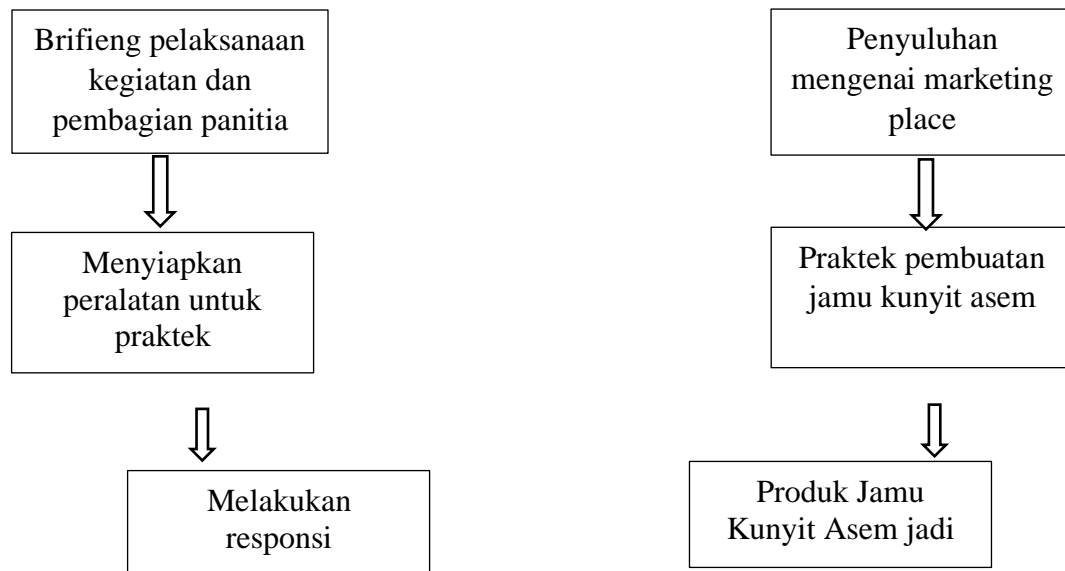 Brifieng pelaksanaan
kegiatan dan
pembagian panitia
Menyiapkan
peralatan untuk
praktek
Melakukan
responsi
Penyuluhan
mengenai marketing
place
Praktek pembuatan
jamu kunyit asem
Produk Jamu
Kunyit Asem jadi